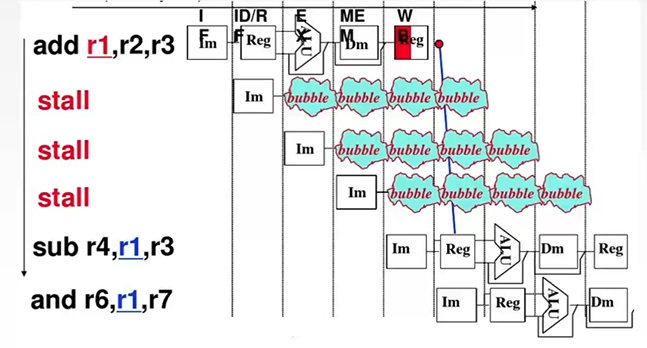 IF ID/RF EX MEM WB
add r1,r2,r3 Im Reg ALU Dm Reg
stall Im bubble bubble bubble bubble
stall Im bubble bubble bubble bubble
stall Im bubble bubble bubble bubble
sub r4,r1,r3 Im Reg ALU Dm Reg
and r6,r1,r7 Im Reg ALU Dm